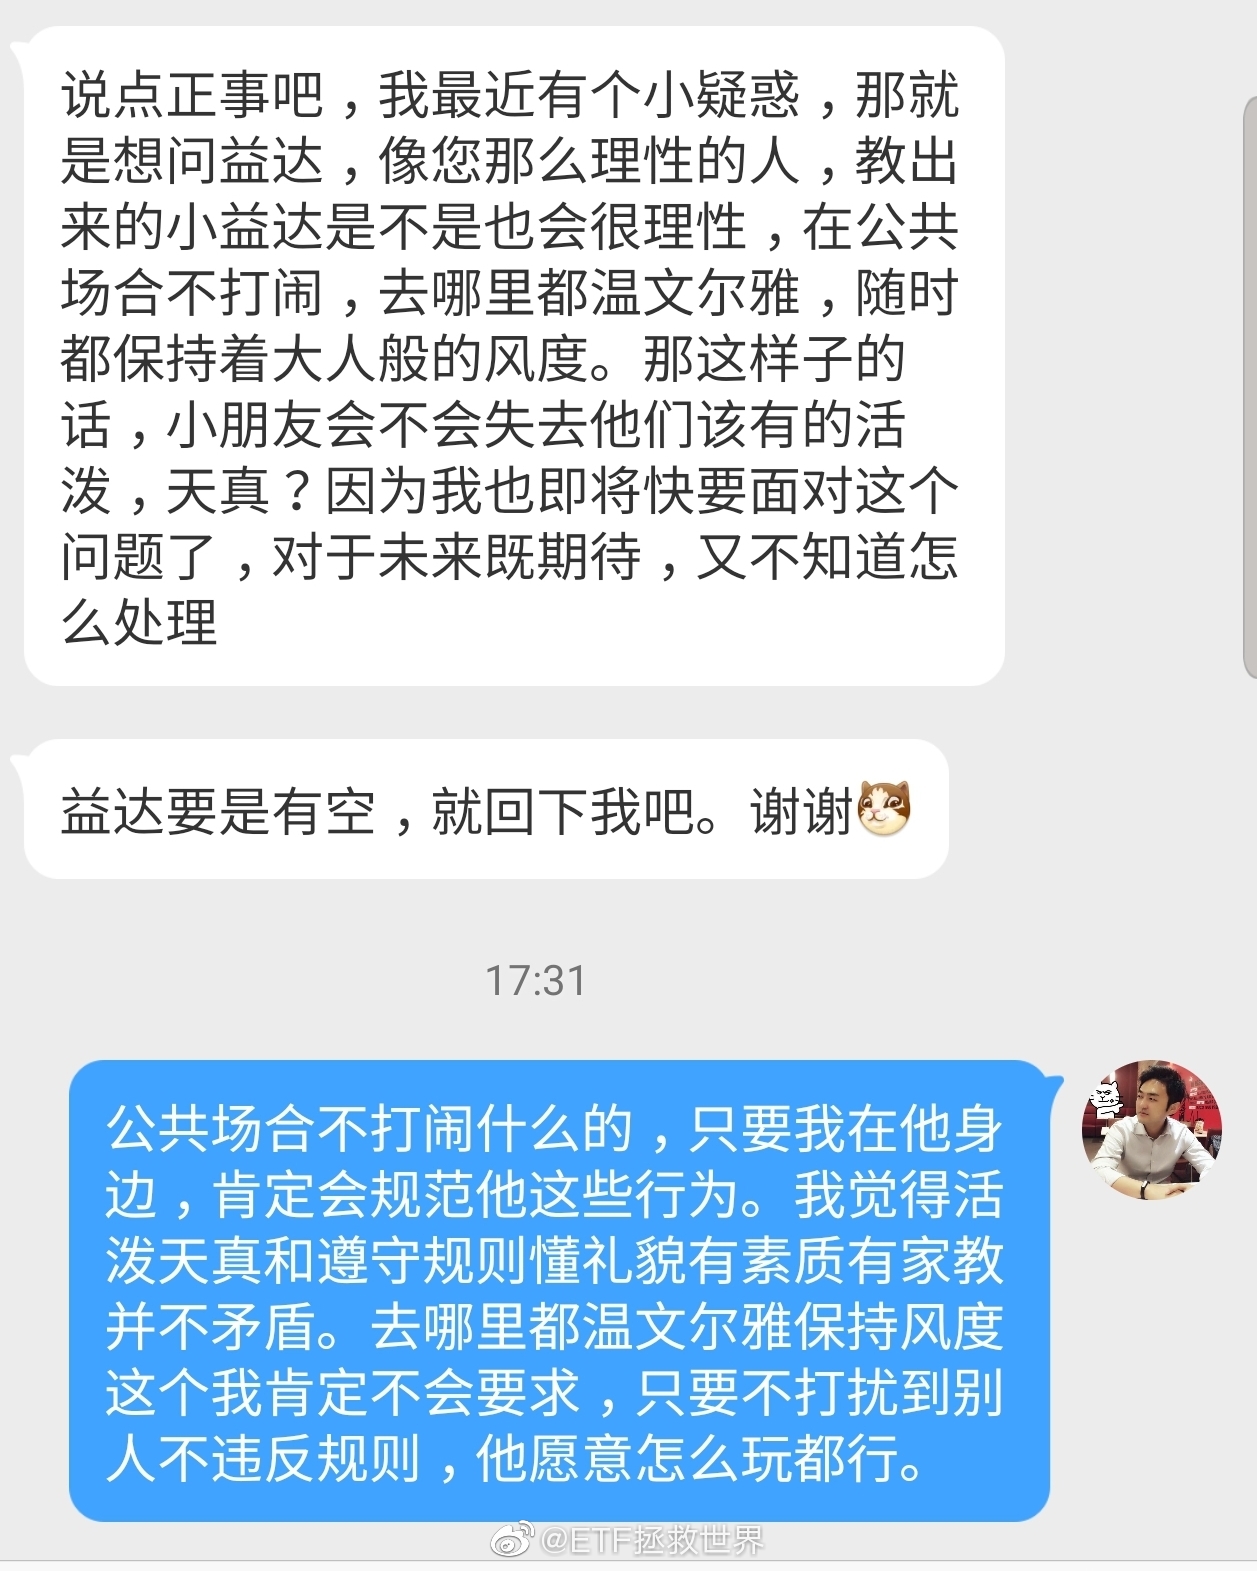 说点正事吧，我最近有个小疑惑，那就
是想问益达，像您那么理性的人，教出
来的小益达是不是也会很理性，在公共
场合不打闹，去哪里都温文尔雅，随时
都保持着大人般的风度。那这样子的
话，小朋友会不会失去他们该有的活
泼，天真？因为我也即将快要面对这个
问题了，对于未来既期待，又不知道怎
么处理
益达要是有空，就回下我吧。谢谢
17:31
公共场合不打闹什么的，只要我在他身
边，肯定会规范他这些行为。我觉得活
泼天真和遵守规则懂礼貌有素质有家教
并不矛盾。去哪里都温文尔雅保持风度
这个我肯定不会要求，只要不打扰到别
人不违反规则，他愿意怎么玩都行。
@ETF拯救世界